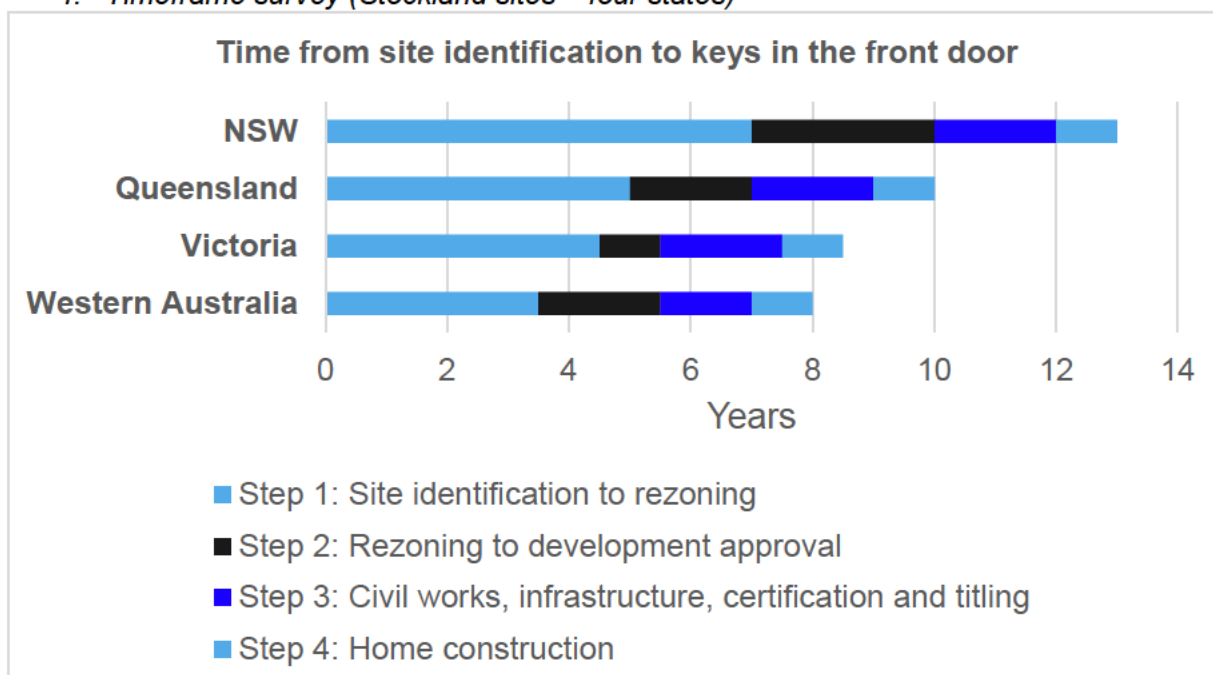 Time from site identification to keys in the front door
NSW
Queensland
Victoria
Western Australia
0 2 4 6 8 10 12 14
Years
Step 1: Site identification to rezoning
Step 2: Rezoning to development approval
Step 3: Civil works, infrastructure, certification and titling
Step 4: Home construction